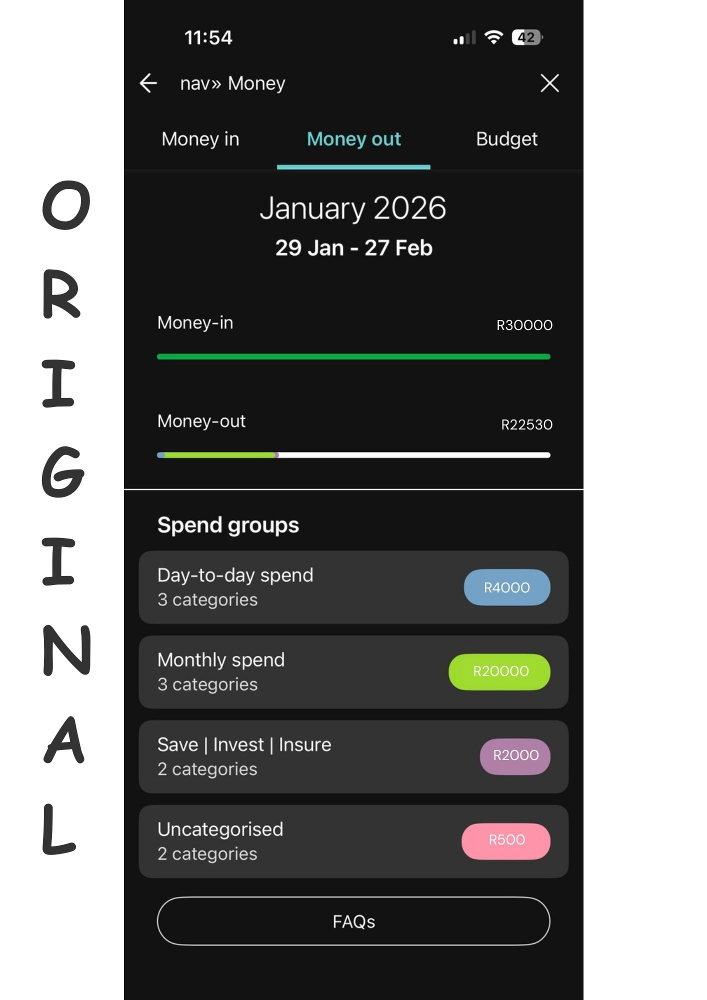 ORIGINAL
11:54
42
nav» Money
Money in Money out Budget
January 2026
29 Jan - 27 Feb
Money-in R30000
Money-out R22530
Spend groups
Day-to-day spend
3 categories
R4000
Monthly spend
3 categories
R20000
Save | Invest | Insure
2 categories
R2000
Uncategorised
2 categories
R500
FAQs